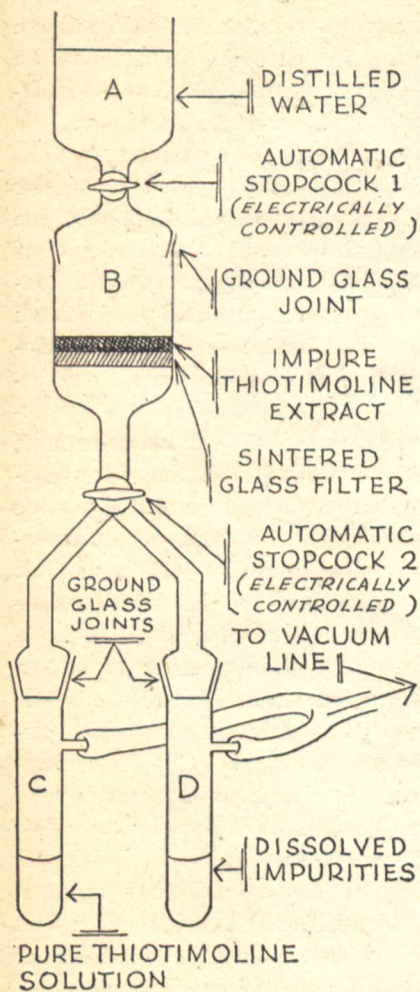 A
DISTILLED
WATER
AUTOMATIC
STOPCOCK 1
(ELECTRICALLY
CONTROLLED)
B
GROUND GLASS
JOINT
IMPURE
THIOTIMOLINE
EXTRACT
SINTERED
GLASS FILTER
AUTOMATIC
STOPCOCK 2
(ELECTRICALLY
CONTROLLED)
GROUND
GLASS
JOINTS
TO VACUUM
LINE
C
D
DISSOLVED
IMPURITIES
PURE THIOTIMOLINE
SOLUTION